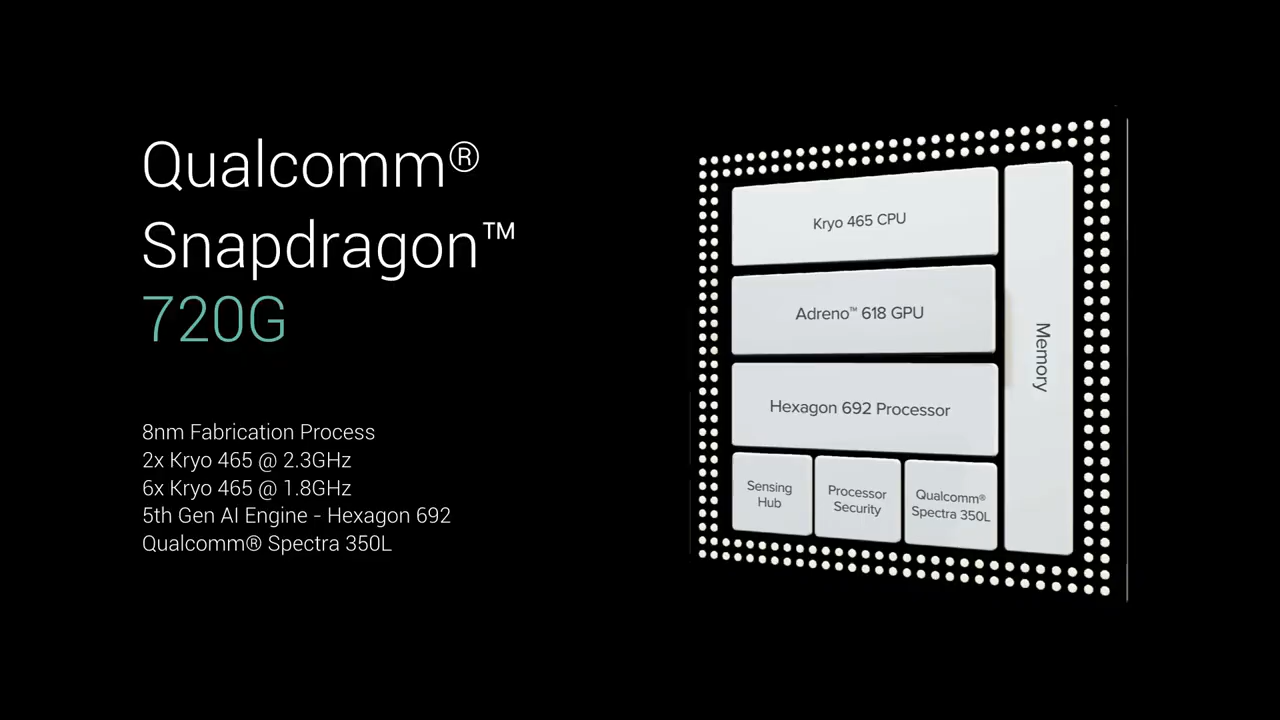 Qualcomm®
Snapdragon™
720G
8nm Fabrication Process
2x Kryo 465 @ 2.3GHz
6x Kryo 465 @ 1.8GHz
5th Gen AI Engine - Hexagon 692
Qualcomm® Spectra 350L
Kryo 465 CPU
Adreno™ 618 GPU
Hexagon 692 Processor
Sensing
Hub
Processor
Security
Qualcomm®
Spectra 350L
Memory